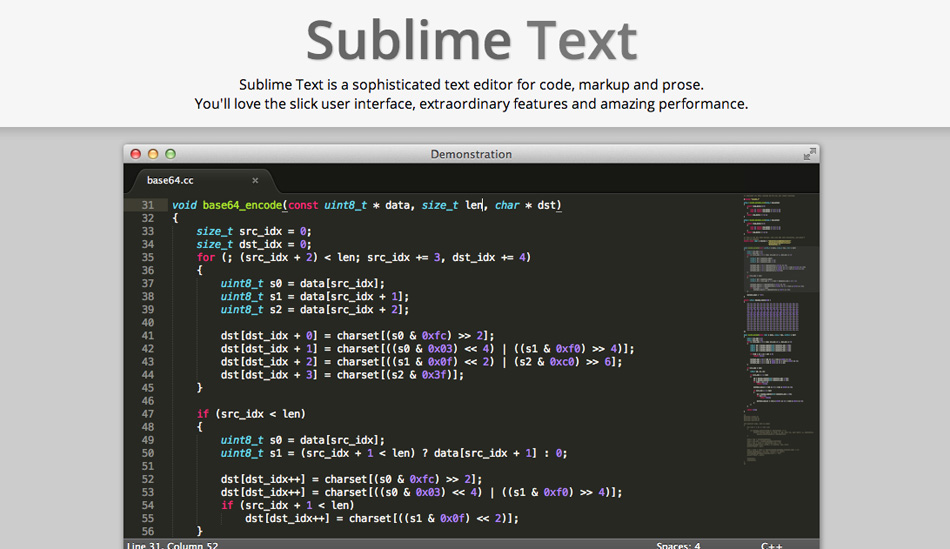 Sublime Text
Sublime Text is a sophisticated text editor for code, markup and prose.
You'll love the slick user interface, extraordinary features and amazing performance.
Demonstration
base64.cc
31 void base64_encode(const uint8_t * data, size_t len, char * dst)
32 {
33 size_t src_idx = 0;
34 size_t dst_idx = 0;
35 for (; (src_idx + 2) < len; src_idx += 3, dst_idx += 4)
36 {
37 uint8_t s0 = data[src_idx];
38 uint8_t s1 = data[src_idx + 1];
39 uint8_t s2 = data[src_idx + 2];
40
41 dst[dst_idx + 0] = charset[(s0 & 0xfc) >> 2];
42 dst[dst_idx + 1] = charset[((s0 & 0x03) << 4) | ((s1 & 0xf0) >> 4)];
43 dst[dst_idx + 2] = charset[((s1 & 0x0f) << 2) | (s2 & 0xc0) >> 6];
44 dst[dst_idx + 3] = charset[(s2 & 0x3f)];
45 }
46
47 if (src_idx < len)
48 {
49 uint8_t s0 = data[src_idx];
50 uint8_t s1 = (src_idx + 1 < len) ? data[src_idx + 1] : 0;
51
52 dst[dst_idx++] = charset[(s0 & 0xfc) >> 2];
53 dst[dst_idx++] = charset[((s0 & 0x03) << 4) | ((s1 & 0xf0) >> 4)];
54 if (src_idx + 1 < len)
55 dst[dst_idx++] = charset[((s1 & 0x0f) << 2)];
56 }
Line 31, Column 52 Spaces: 4 C++